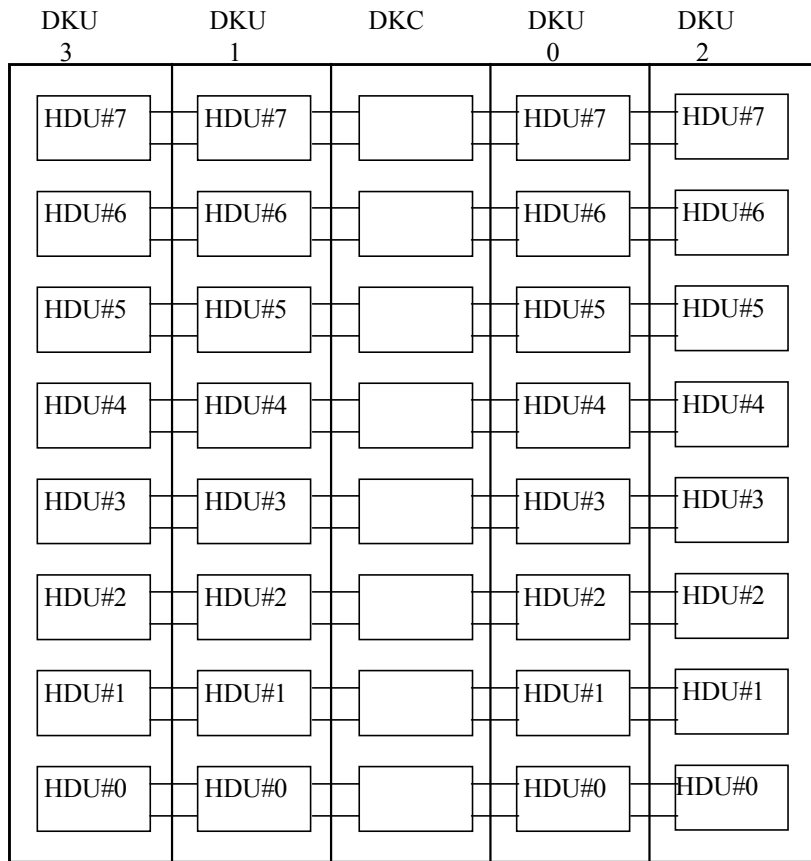 DKU DKU DKC DKU DKU
3 1 0 2
HDU#7 HDU#7 HDU#7 HDU#7
HDU#6 HDU#6 HDU#6 HDU#6
HDU#5 HDU#5 HDU#5 HDU#5
HDU#4 HDU#4 HDU#4 HDU#4
HDU#3 HDU#3 HDU#3 HDU#3
HDU#2 HDU#2 HDU#2 HDU#2
HDU#1 HDU#1 HDU#1 HDU#1
HDU#0 HDU#0 HDU#0 HDU#0